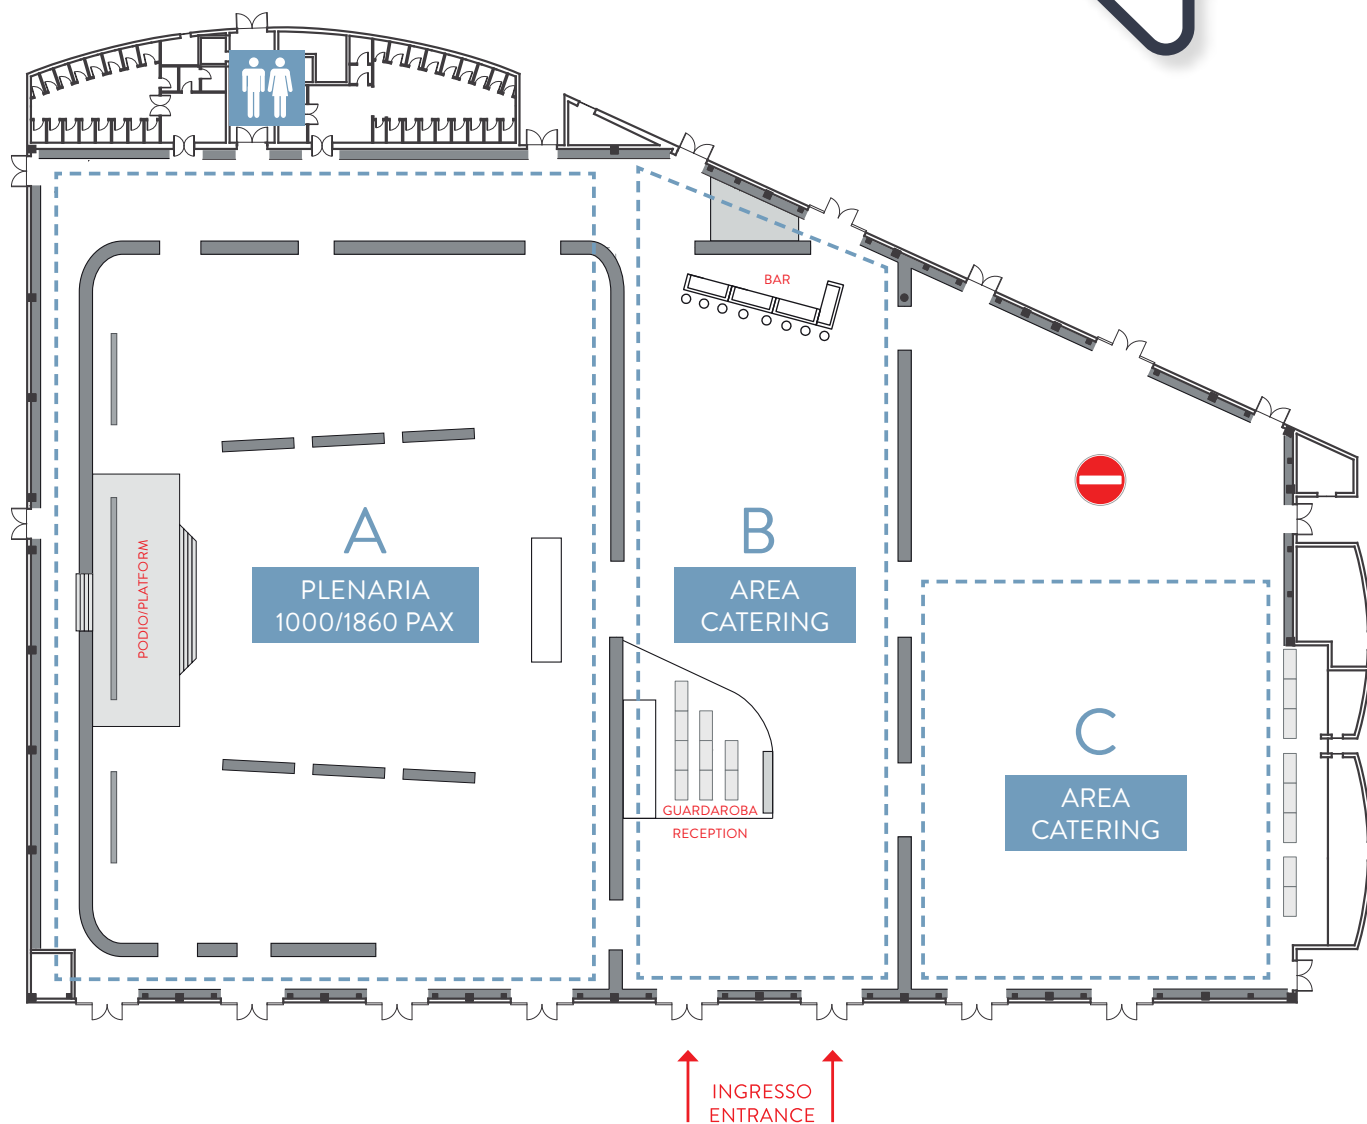 BAR
A
PLENARIA
1000/1860 PAX
B
AREA
CATERING
PODIO/PLATFORM
C
AREA
CATERING
GUARDAROBA
RECEPTION
INGRESSO
ENTRANCE